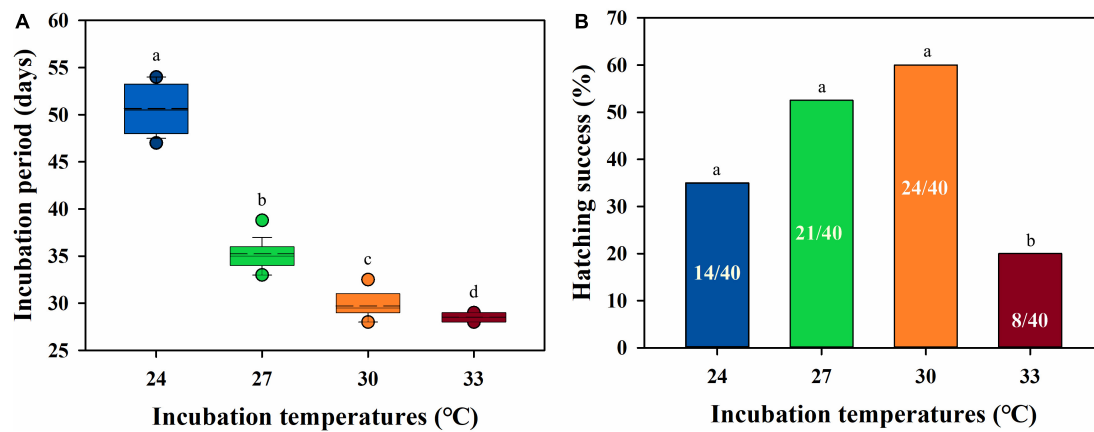 A
Incubation period (days)
60
55
50
45
40
35
30
25
a
b
c
d
24
27
30
33
Incubation temperatures (℃)
B
Hatching success (%)
70
60
50
40
30
20
10
0
a
a
a
b
14/40
21/40
24/40
8/40
24
27
30
33
Incubation temperatures (℃)